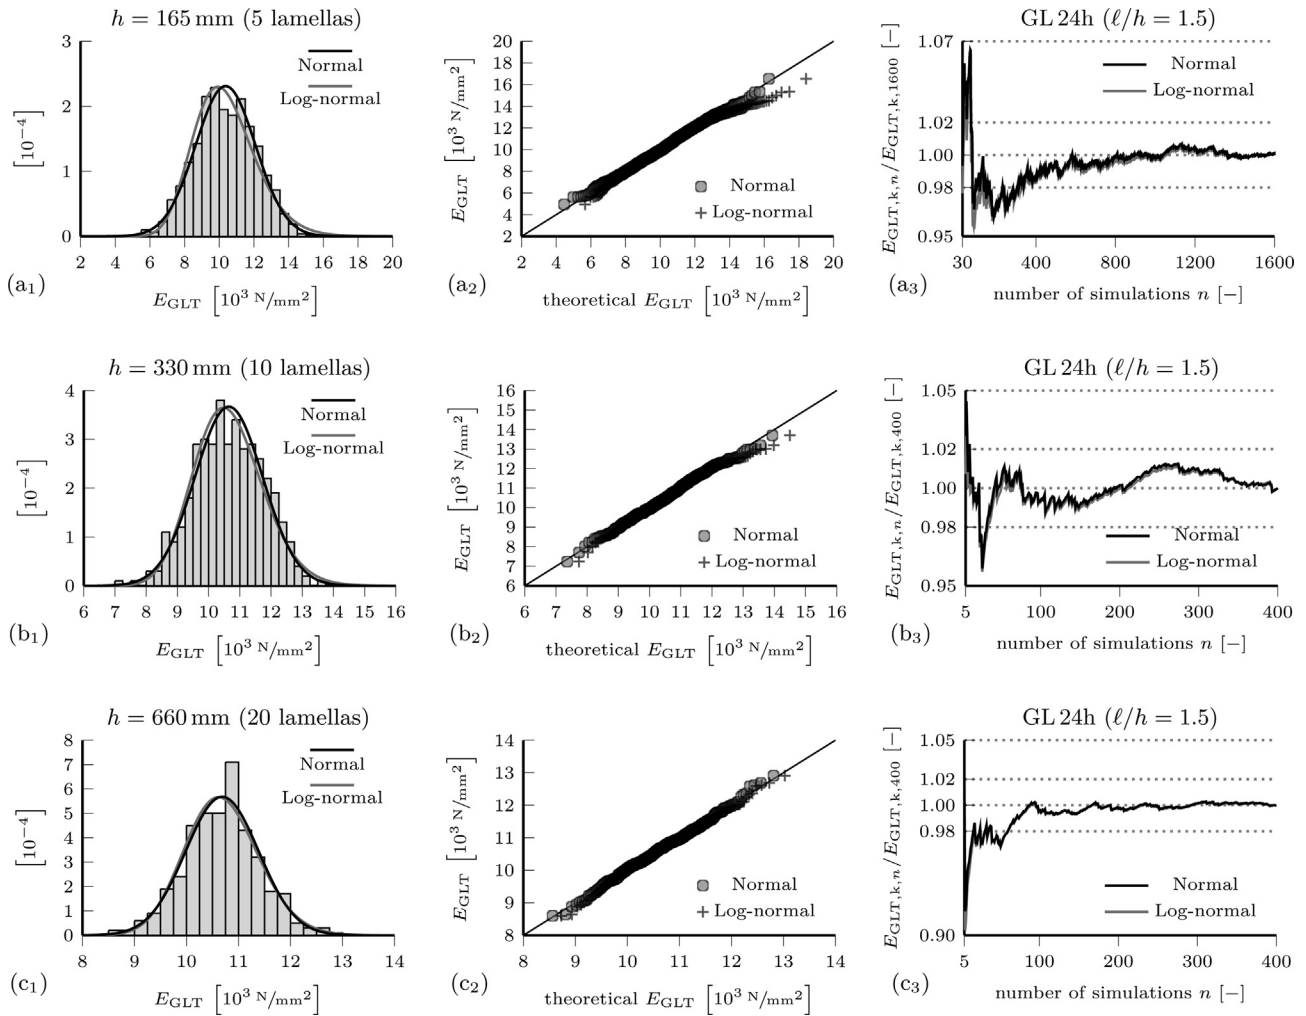 h = 165 mm (5 lamellas)
3
2
1
0
[10⁻⁴]
Normal
Log-normal
2 4 6 8 10 12 14 16 18 20
(a₁)
E_GLT [10³ N/mm²]
20
18
16
14
12
10
8
6
4
2
E_GLT [10³ N/mm²]
Normal
Log-normal
2 4 6 8 10 12 14 16 18 20
(a₂)
theoretical E_GLT [10³ N/mm²]
GL 24h (ℓ/h = 1.5)
1.07
1.02
1.00
0.98
0.95
E_GLT,k,n/E_GLT,k,1600 [−]
Normal
Log-normal
30 400 800 1200 1600
(a₃)
number of simulations n [−]
h = 330 mm (10 lamellas)
4
3
2
1
0
[10⁻⁴]
Normal
Log-normal
6 7 8 9 10 11 12 13 14 15 16
(b₁)
E_GLT [10³ N/mm²]
16
15
14
13
12
11
10
9
8
7
6
E_GLT [10³ N/mm²]
Normal
Log-normal
6 7 8 9 10 11 12 13 14 15 16
(b₂)
theoretical E_GLT [10³ N/mm²]
GL 24h (ℓ/h = 1.5)
1.05
1.02
1.00
0.98
0.95
E_GLT,k,n/E_GLT,k,400 [−]
Normal
Log-normal
5 100 200 300 400
(b₃)
number of simulations n [−]
h = 660 mm (20 lamellas)
8
7
6
5
4
3
2
1
0
[10⁻⁴]
Normal
Log-normal
8 9 10 11 12 13 14
(c₁)
E_GLT [10³ N/mm²]
14
13
12
11
10
9
8
E_GLT [10³ N/mm²]
Normal
Log-normal
8 9 10 11 12 13 14
(c₂)
theoretical E_GLT [10³ N/mm²]
GL 24h (ℓ/h = 1.5)
1.05
1.02
1.00
0.98
0.90
E_GLT,k,n/E_GLT,k,400 [−]
Normal
Log-normal
5 100 200 300 400
(c₃)
number of simulations n [−]